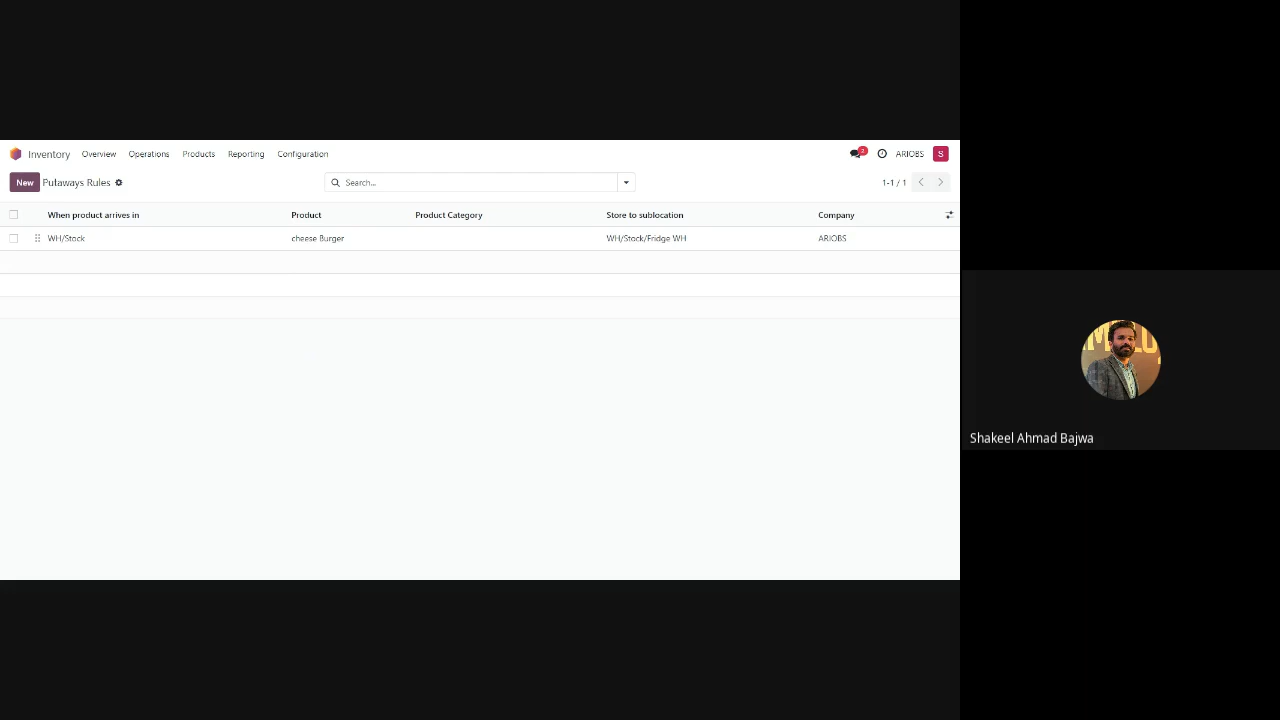 Inventory Overview Operations Products Reporting Configuration 2 ARIOBS S
New Putaways Rules Search... 1-1 / 1
When product arrives in Product Product Category Store to sublocation Company
WH/Stock cheese Burger WH/Stock/Fridge WH ARIOBS
Shakeel Ahmad Bajwa